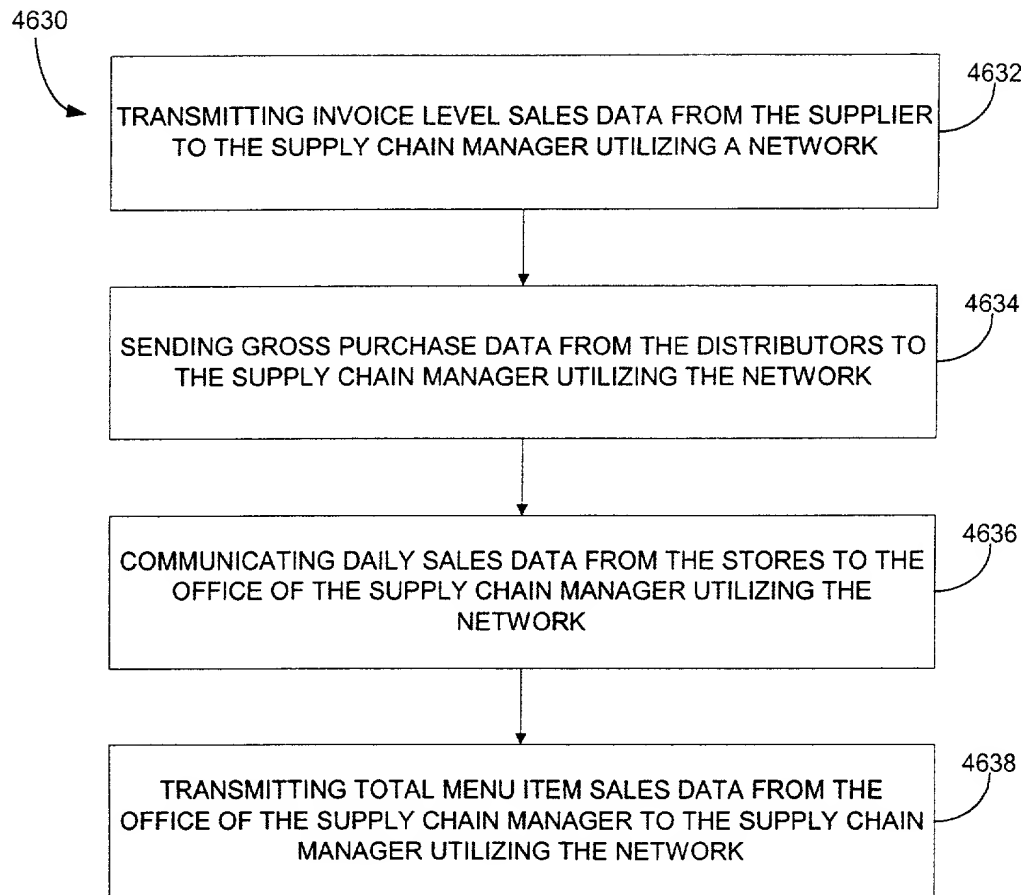 4630
4632
TRANSMITTING INVOICE LEVEL SALES DATA FROM THE SUPPLIER
TO THE SUPPLY CHAIN MANAGER UTILIZING A NETWORK
4634
SENDING GROSS PURCHASE DATA FROM THE DISTRIBUTORS TO
THE SUPPLY CHAIN MANAGER UTILIZING THE NETWORK
4636
COMMUNICATING DAILY SALES DATA FROM THE STORES TO THE
OFFICE OF THE SUPPLY CHAIN MANAGER UTILIZING THE
NETWORK
4638
TRANSMITTING TOTAL MENU ITEM SALES DATA FROM THE
OFFICE OF THE SUPPLY CHAIN MANAGER TO THE SUPPLY CHAIN
MANAGER UTILIZING THE NETWORK